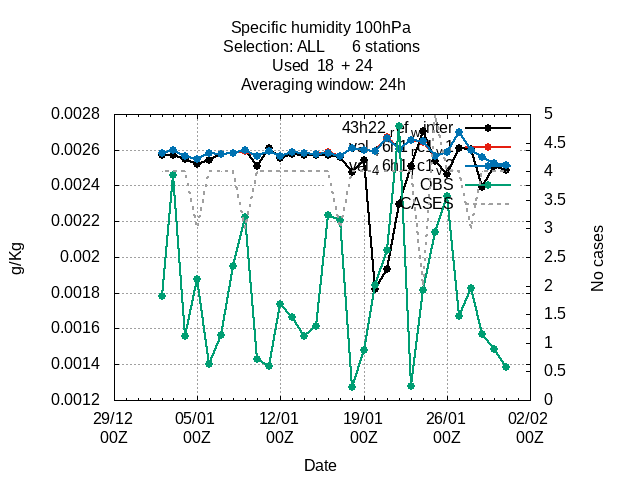 Specific humidity 100hPa
Selection: ALL 6 stations
Used 18 + 24
Averaging window: 24h
0.0028
0.0026
0.0024
0.0022
0.002
0.0018
0.0016
0.0014
0.0012
5
4.5
4
3.5
3
2.5
2
1.5
1
0.5
0
43h22_ref_winter
OBS
CASES
g/Kg
No cases
29/12 05/01 12/01 19/01 26/01 02/02
00Z 00Z 00Z 00Z 00Z 00Z
Date